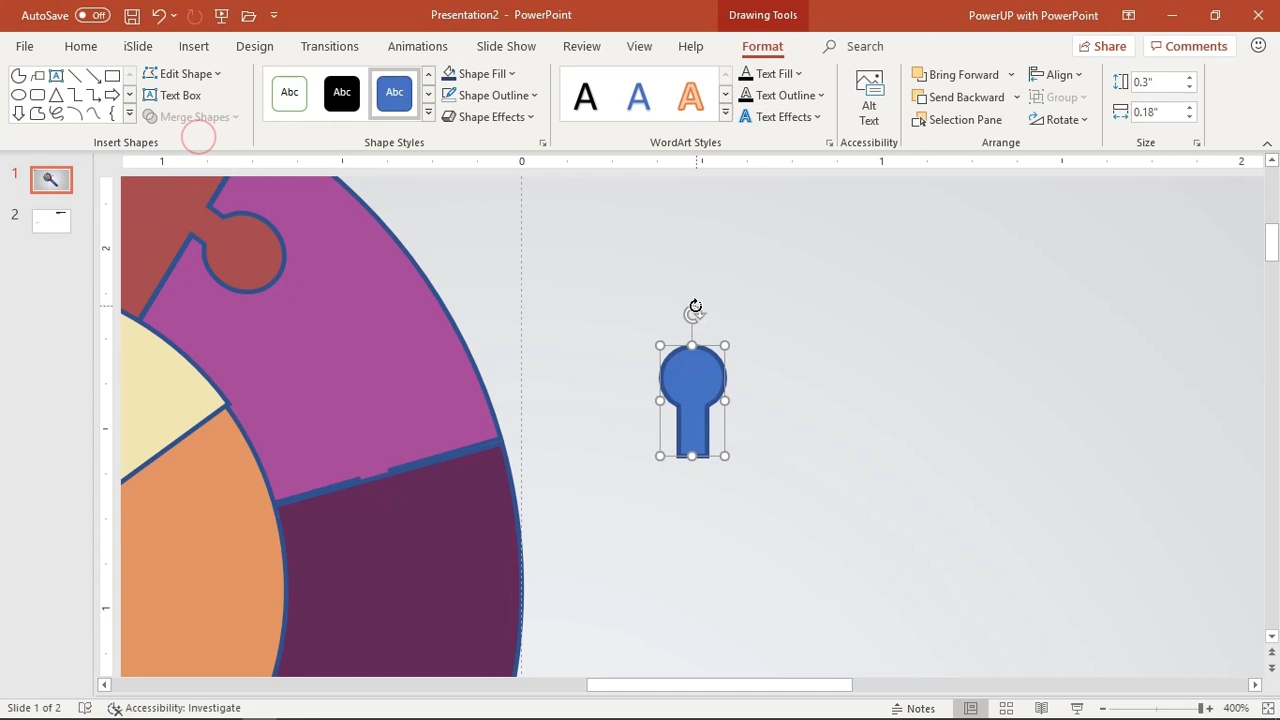 AutoSave Off Presentation2 - PowerPoint Drawing Tools PowerUP with PowerPoint
File Home iSlide Insert Design Transitions Animations Slide Show Review View Help Format Search Share Comments
Edit Shape
Text Box
Merge Shapes
Insert Shapes
Abc Abc Abc
Shape Fill
Shape Outline
Shape Effects
Shape Styles
A A A
Text Fill
Text Outline
Text Effects
WordArt Styles
Alt
Text
Accessibility
Bring Forward
Send Backward
Selection Pane
Align
Group
Rotate
Arrange
0.3"
0.18"
Size
1 0 1 2
1
2
2
1
Slide 1 of 2 Accessibility: Investigate Notes 400%